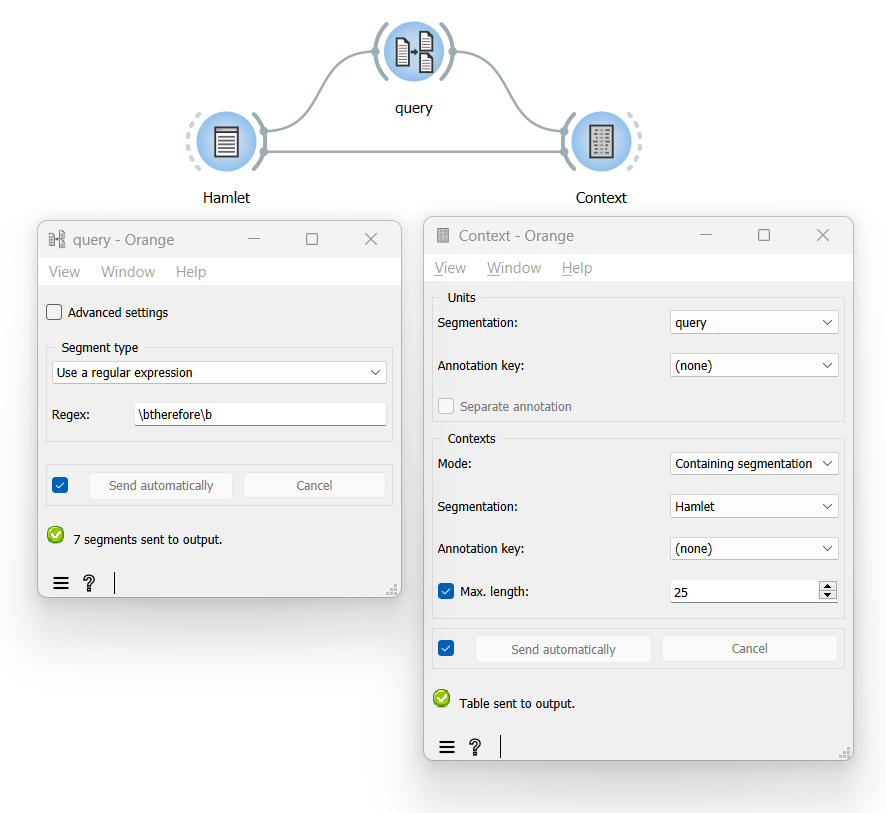 query
Hamlet
Context
query - Orange
View Window Help
Advanced settings
Segment type
Use a regular expression
Regex: \btherefore\b
Send automatically Cancel
7 segments sent to output.
Context - Orange
View Window Help
Units
Segmentation: query
Annotation key: (none)
Separate annotation
Contexts
Mode: Containing segmentation
Segmentation: Hamlet
Annotation key: (none)
Max. length: 25
Send automatically Cancel
Table sent to output.